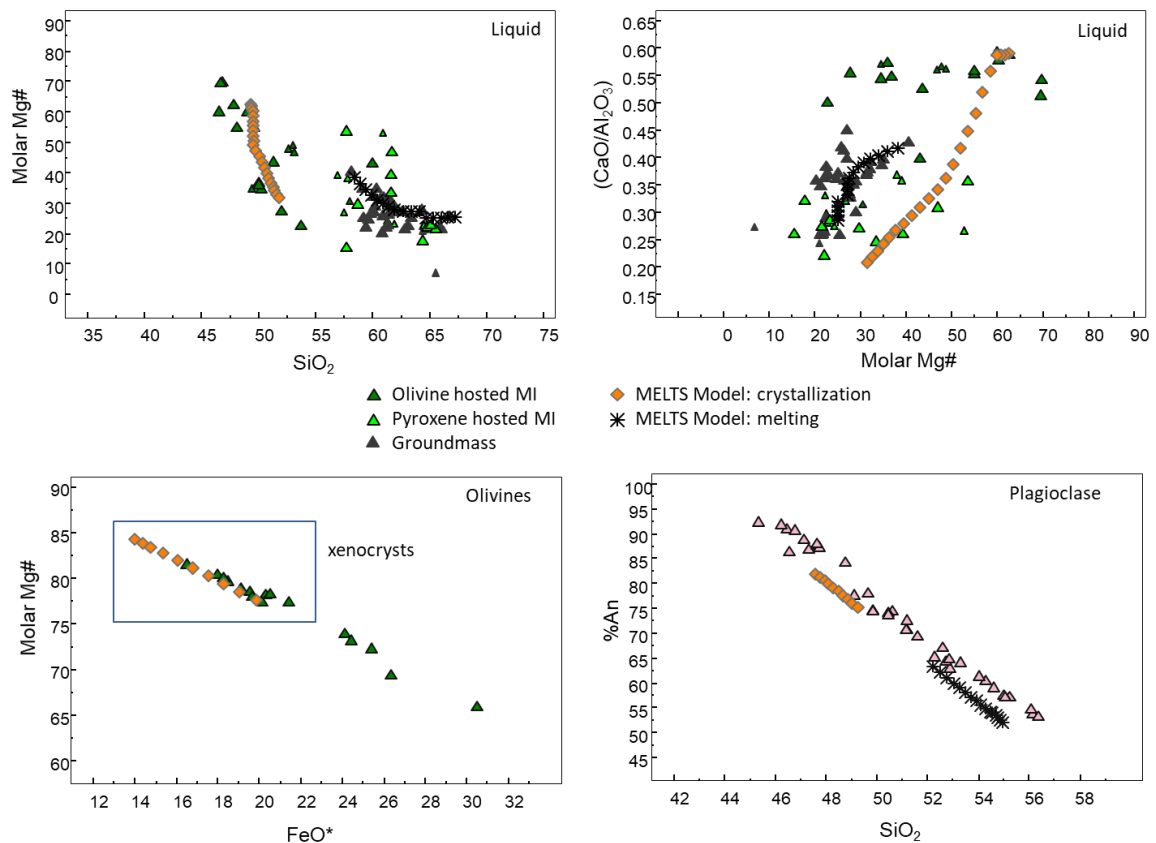 Liquid
90
80
70
60
50
40
30
20
10
0
Molar Mg#
35 40 45 50 55 60 65 70 75
SiO2
Liquid
0.65
0.60
0.55
0.50
0.45
0.40
0.35
0.30
0.25
0.20
0.15
(CaO/Al2O3)
0 10 20 30 40 50 60 70 80 90
Molar Mg#
Olivine hosted MI
Pyroxene hosted MI
Groundmass
MELTS Model: crystallization
MELTS Model: melting
Olivines
90
85
80
75
70
65
60
Molar Mg#
xenocrysts
12 14 16 18 20 22 24 26 28 30 32
FeO*
Plagioclase
100
95
90
85
80
75
70
65
60
55
50
45
%An
42 44 46 48 50 52 54 56 58
SiO2